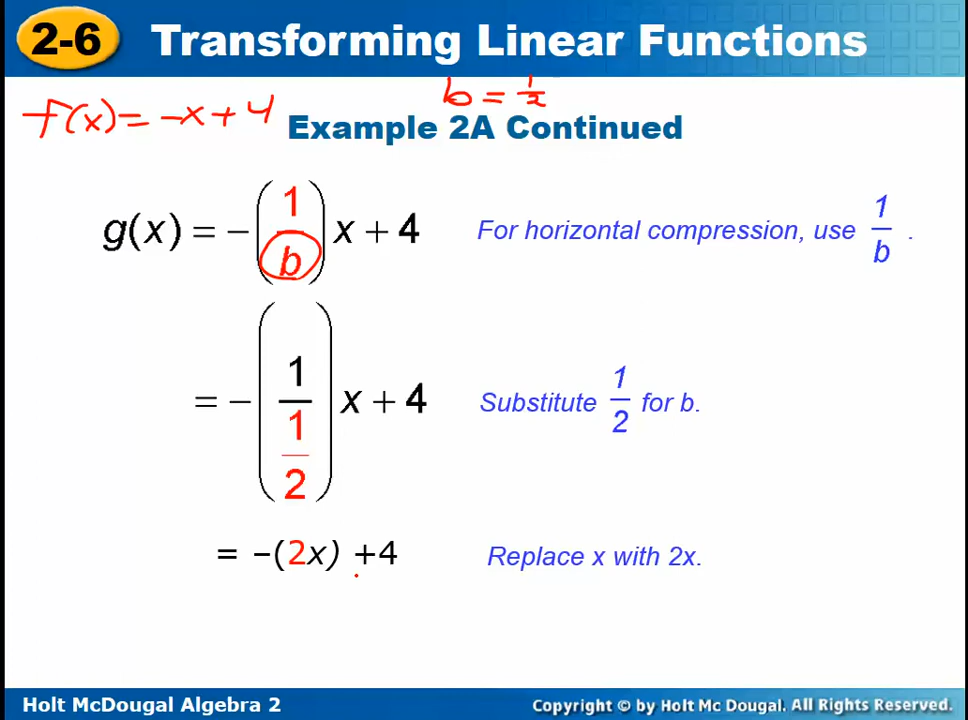 2-6 Transforming Linear Functions
f(x) = -x + 4
b = 1/2
Example 2A Continued
g(x) = -(1/b)x + 4
For horizontal compression, use 1/b .
= -(1/(1/2))x + 4
Substitute 1/2 for b.
= –(2x) +4
Replace x with 2x.
Holt McDougal Algebra 2
Copyright © by Holt Mc Dougal. All Rights Reserved.